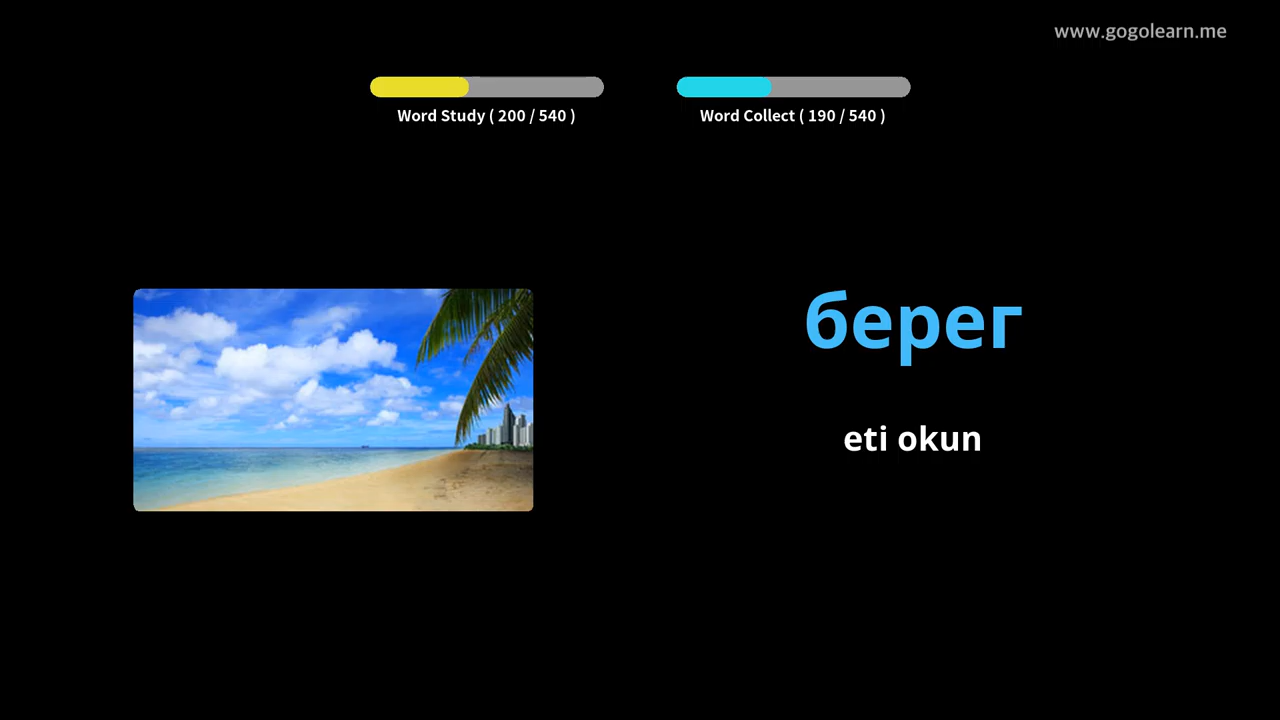 www.gogolearn.me
Word Study ( 200 / 540 )
Word Collect ( 190 / 540 )
берег
eti okun